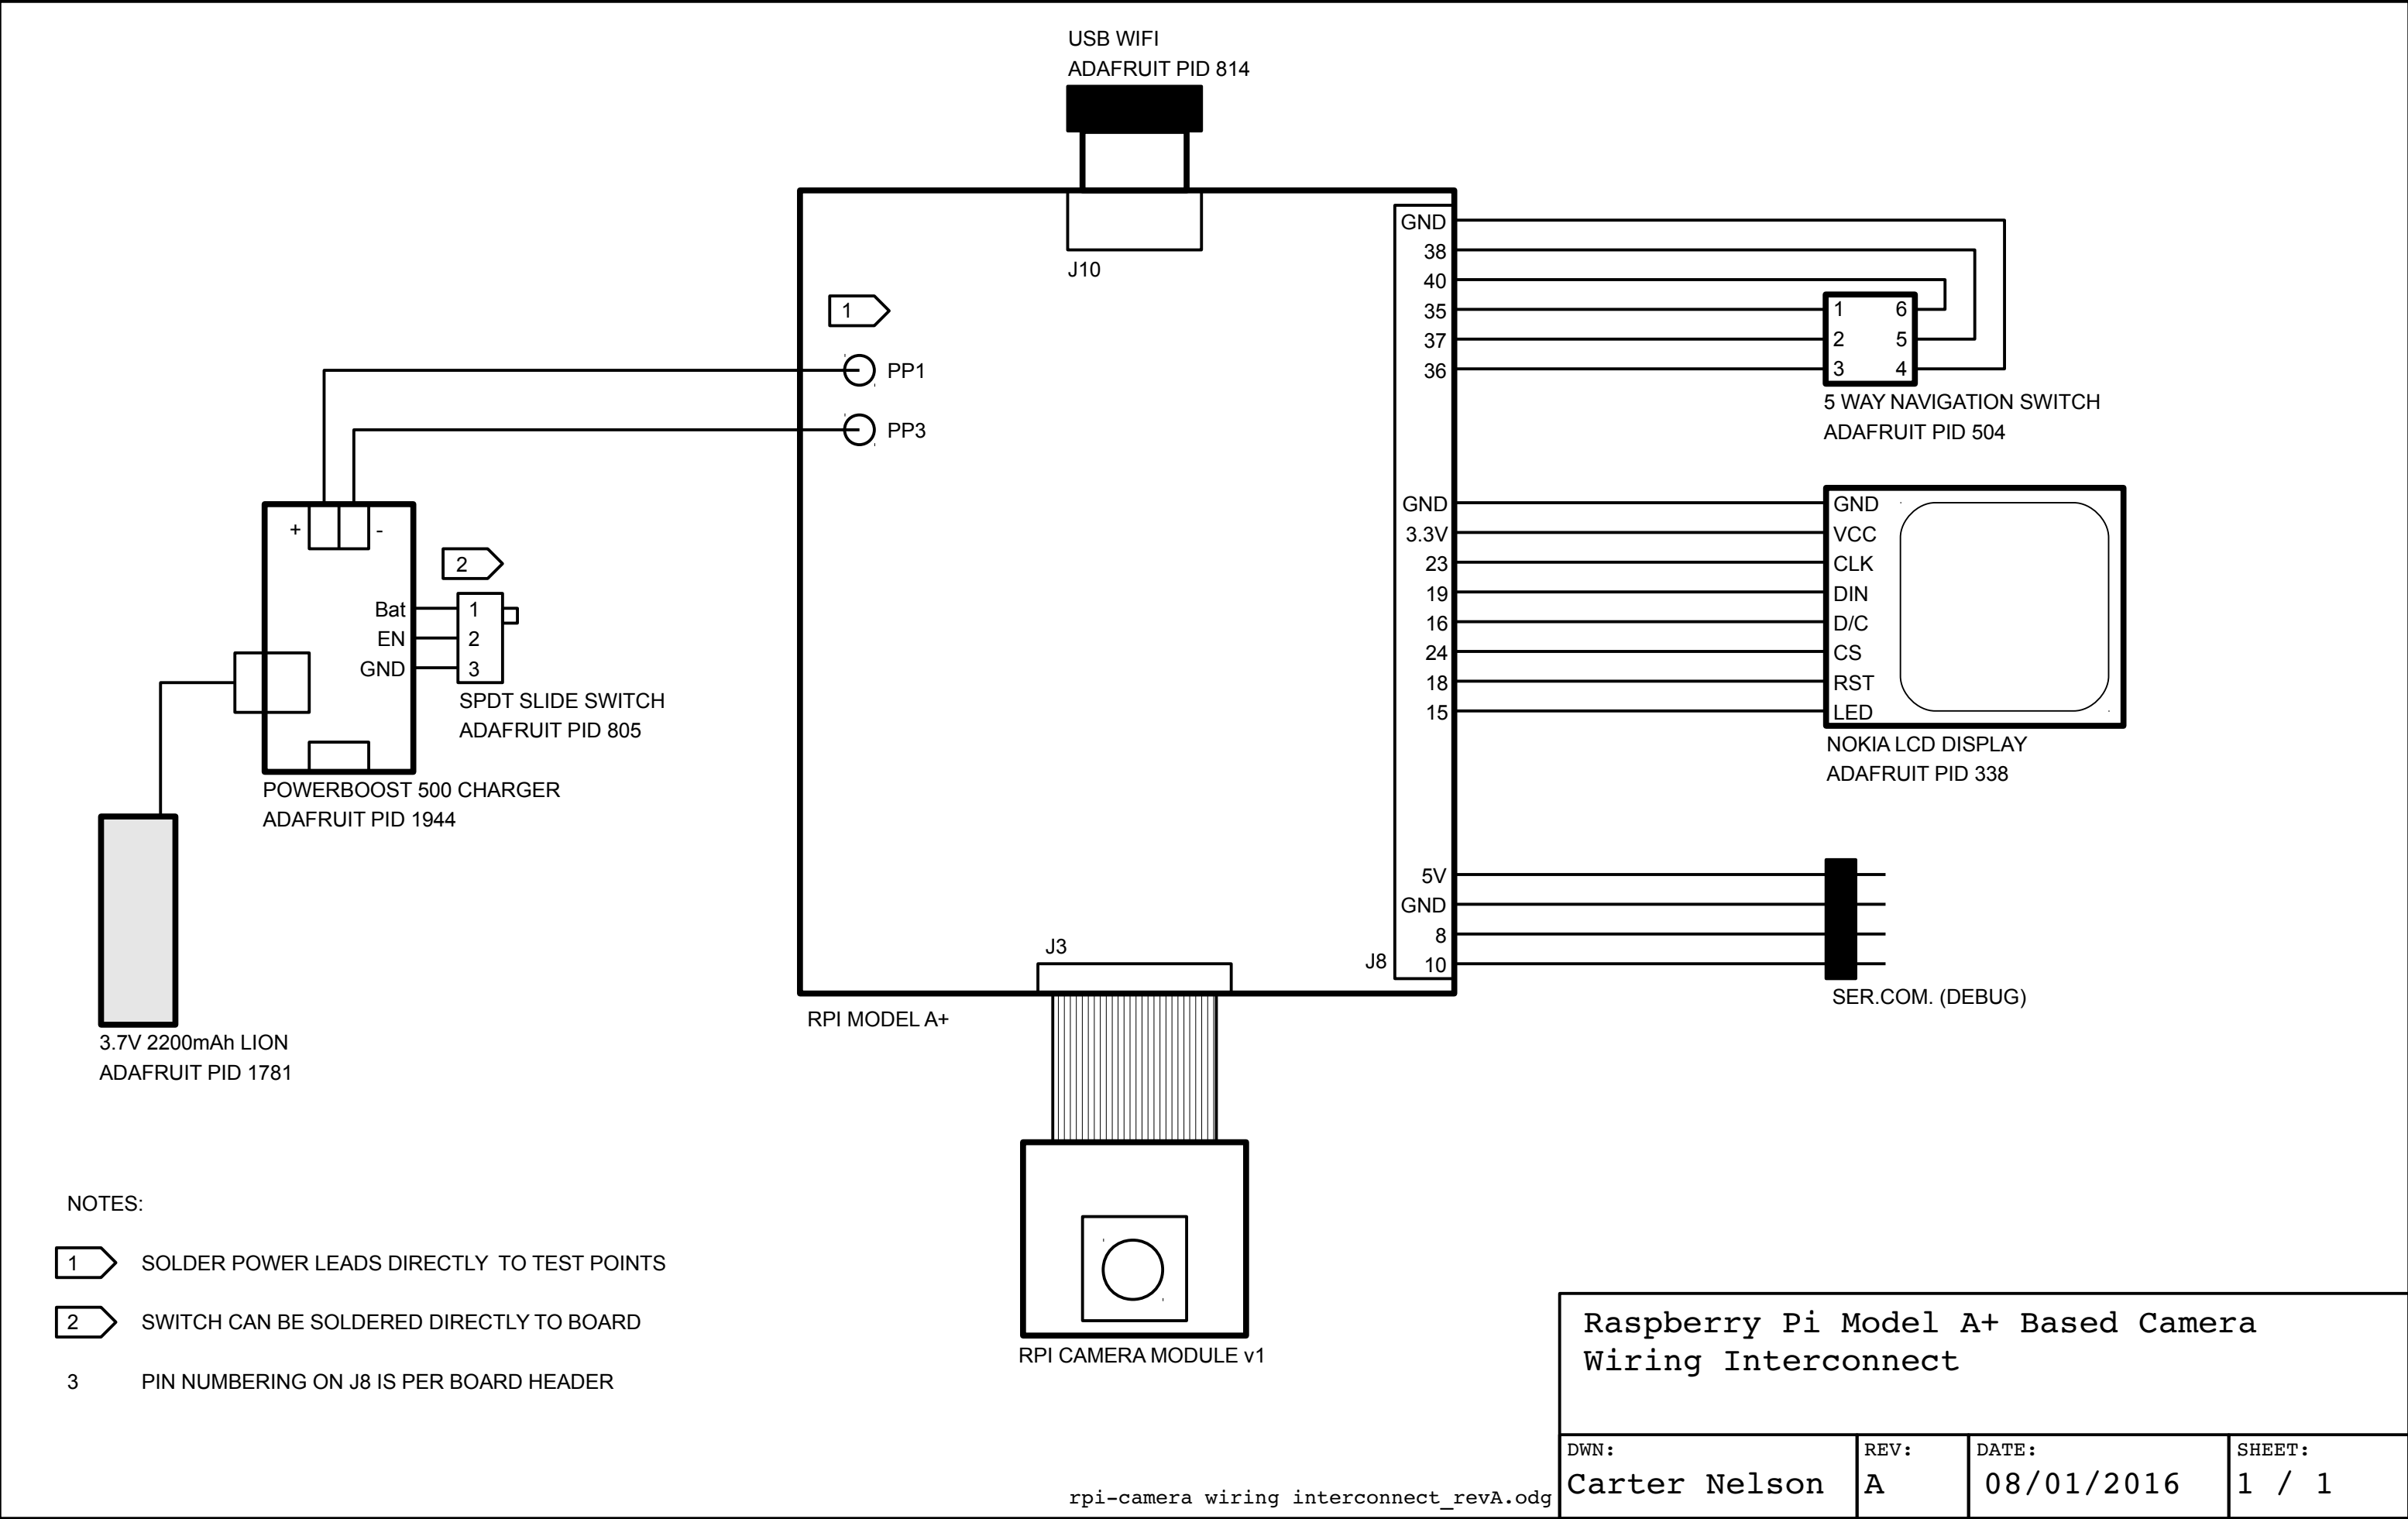 USB WIFI
ADAFRUIT PID 814
J10
1
PP1
PP3
GND
38
40
35
37
36
1 6
2 5
3 4
5 WAY NAVIGATION SWITCH
ADAFRUIT PID 504
+ -
2
Bat 1
EN 2
GND 3
SPDT SLIDE SWITCH
ADAFRUIT PID 805
POWERBOOST 500 CHARGER
ADAFRUIT PID 1944
3.7V 2200mAh LION
ADAFRUIT PID 1781
GND GND
3.3V VCC
23 CLK
19 DIN
16 D/C
24 CS
18 RST
15 LED
NOKIA LCD DISPLAY
ADAFRUIT PID 338
5V
GND
8
10
J8
SER.COM. (DEBUG)
J3
RPI MODEL A+
RPI CAMERA MODULE v1
NOTES:
1 SOLDER POWER LEADS DIRECTLY TO TEST POINTS
2 SWITCH CAN BE SOLDERED DIRECTLY TO BOARD
3 PIN NUMBERING ON J8 IS PER BOARD HEADER
rpi-camera wiring interconnect_revA.odg
Raspberry Pi Model A+ Based Camera
Wiring Interconnect
DWN: REV: DATE: SHEET:
Carter Nelson A 08/01/2016 1 / 1